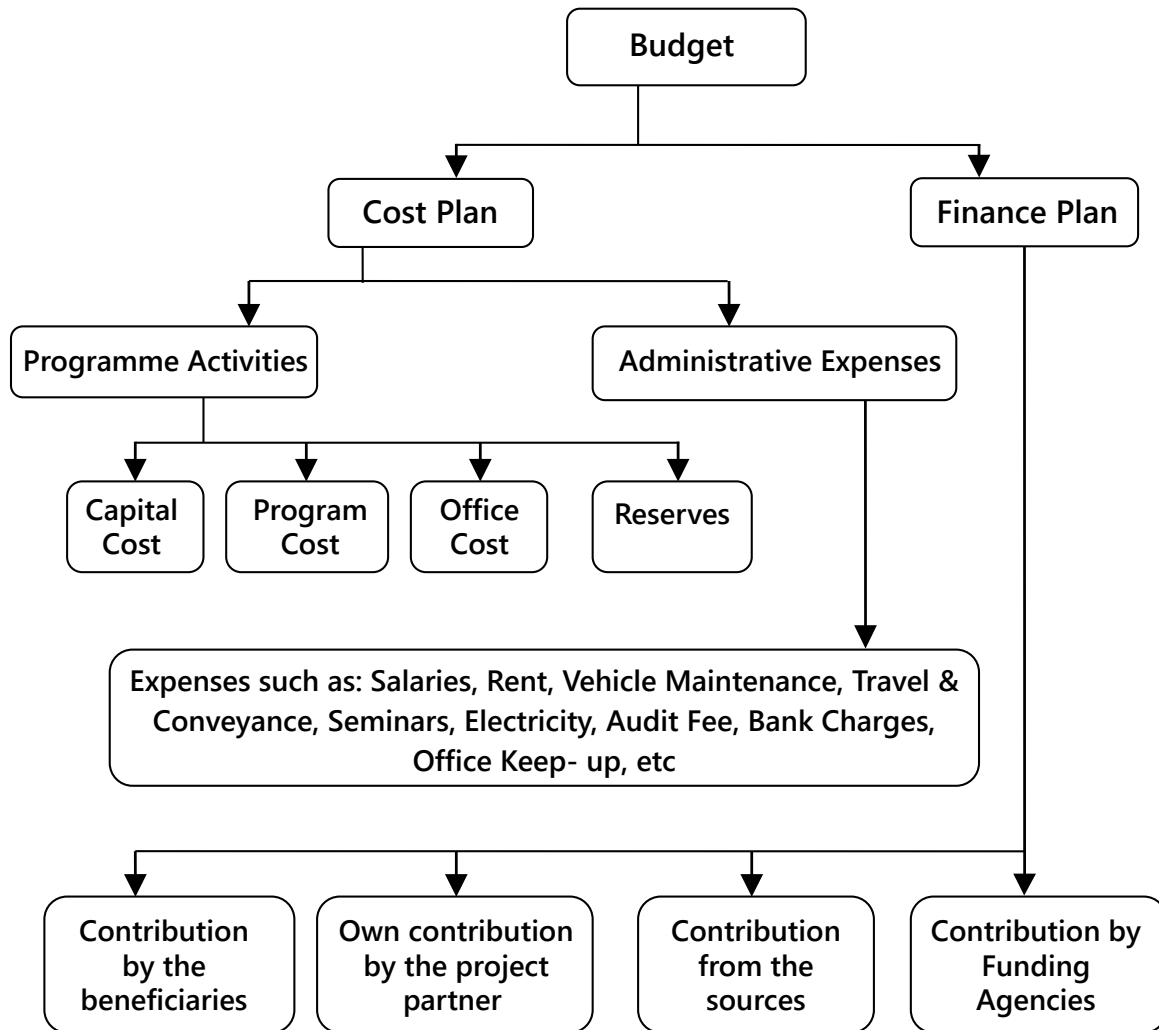 Budget
Cost Plan
Finance Plan
Programme Activities
Administrative Expenses
Capital
Cost
Program
Cost
Office
Cost
Reserves
Expenses such as: Salaries, Rent, Vehicle Maintenance, Travel &
Conveyance, Seminars, Electricity, Audit Fee, Bank Charges,
Office Keep- up, etc
Contribution
by the
beneficiaries
Own contribution
by the project
partner
Contribution
from the
sources
Contribution by
Funding
Agencies